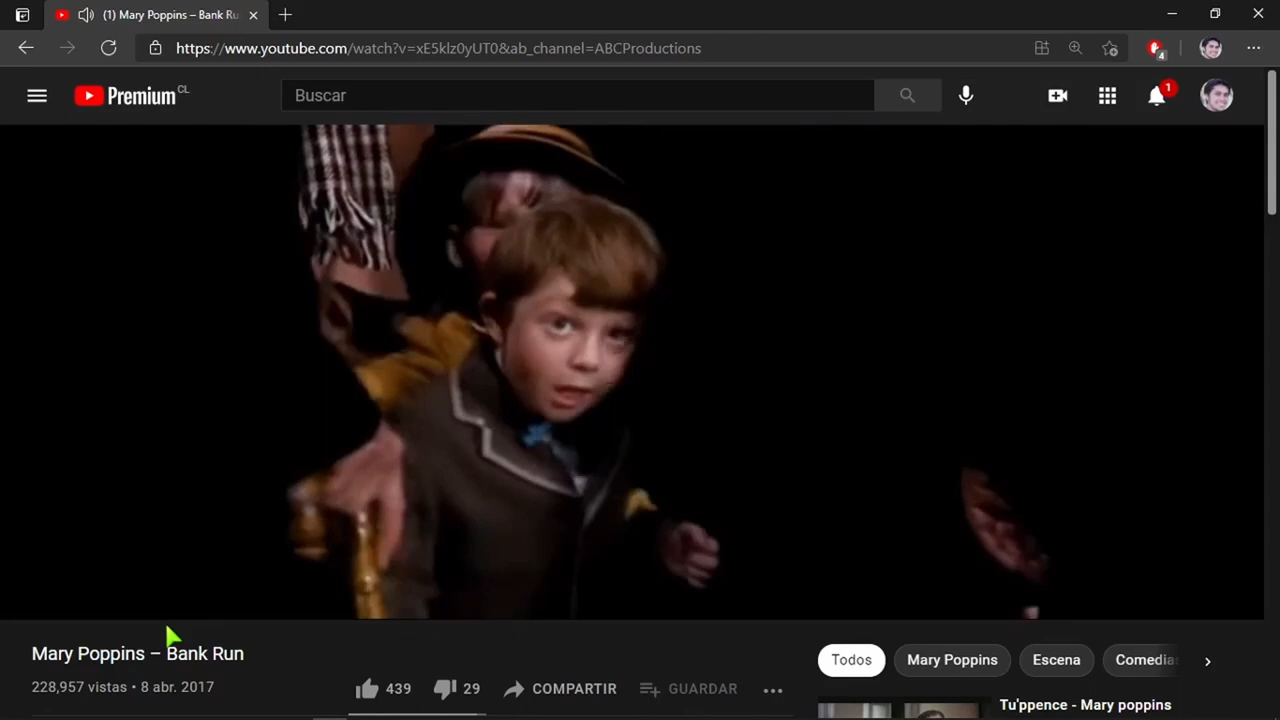 (1) Mary Poppins – Bank Ru
https://www.youtube.com/watch?v=xE5klz0yUT0&ab_channel=ABCProductions
4
Premium CL
Buscar
1
Mary Poppins – Bank Run
228,957 vistas • 8 abr. 2017
439
29
COMPARTIR
GUARDAR
Todos
Mary Poppins
Escena
Comedias
Tu'ppence - Mary poppins